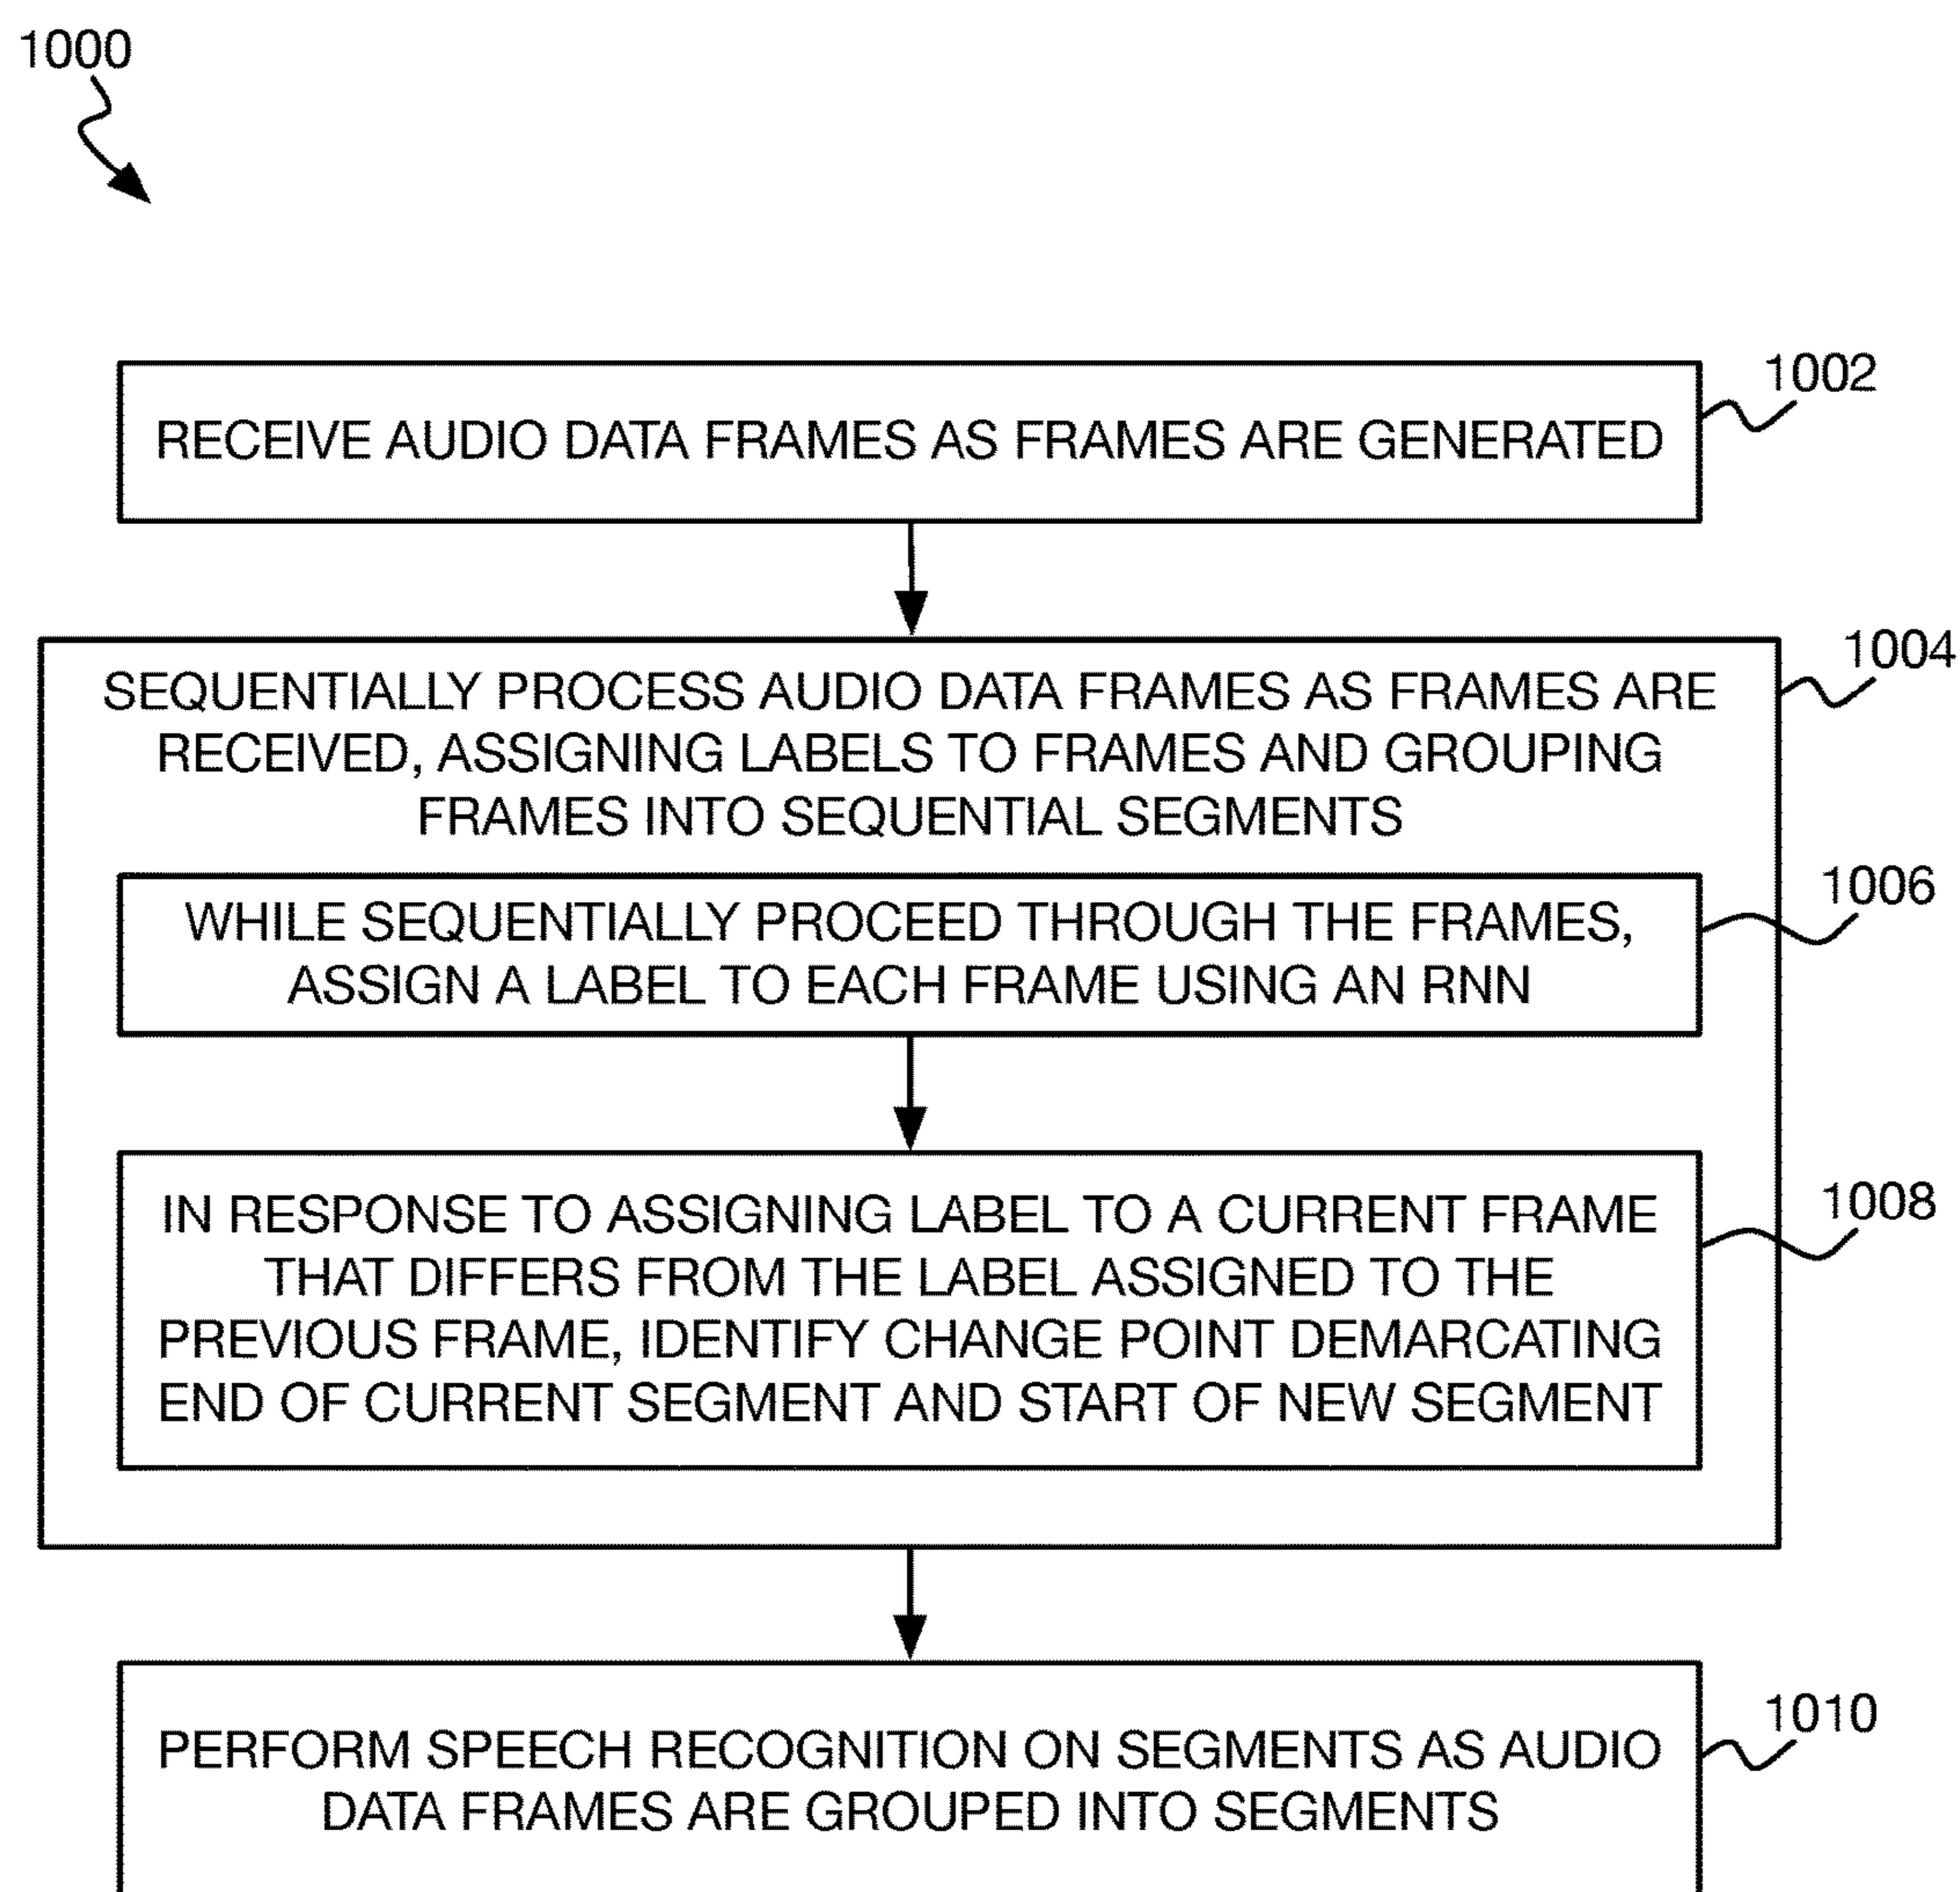 1000
1002
RECEIVE AUDIO DATA FRAMES AS FRAMES ARE GENERATED
1004
SEQUENTIALLY PROCESS AUDIO DATA FRAMES AS FRAMES ARE
RECEIVED, ASSIGNING LABELS TO FRAMES AND GROUPING
FRAMES INTO SEQUENTIAL SEGMENTS
1006
WHILE SEQUENTIALLY PROCEED THROUGH THE FRAMES,
ASSIGN A LABEL TO EACH FRAME USING AN RNN
1008
IN RESPONSE TO ASSIGNING LABEL TO A CURRENT FRAME
THAT DIFFERS FROM THE LABEL ASSIGNED TO THE
PREVIOUS FRAME, IDENTIFY CHANGE POINT DEMARCATING
END OF CURRENT SEGMENT AND START OF NEW SEGMENT
1010
PERFORM SPEECH RECOGNITION ON SEGMENTS AS AUDIO
DATA FRAMES ARE GROUPED INTO SEGMENTS